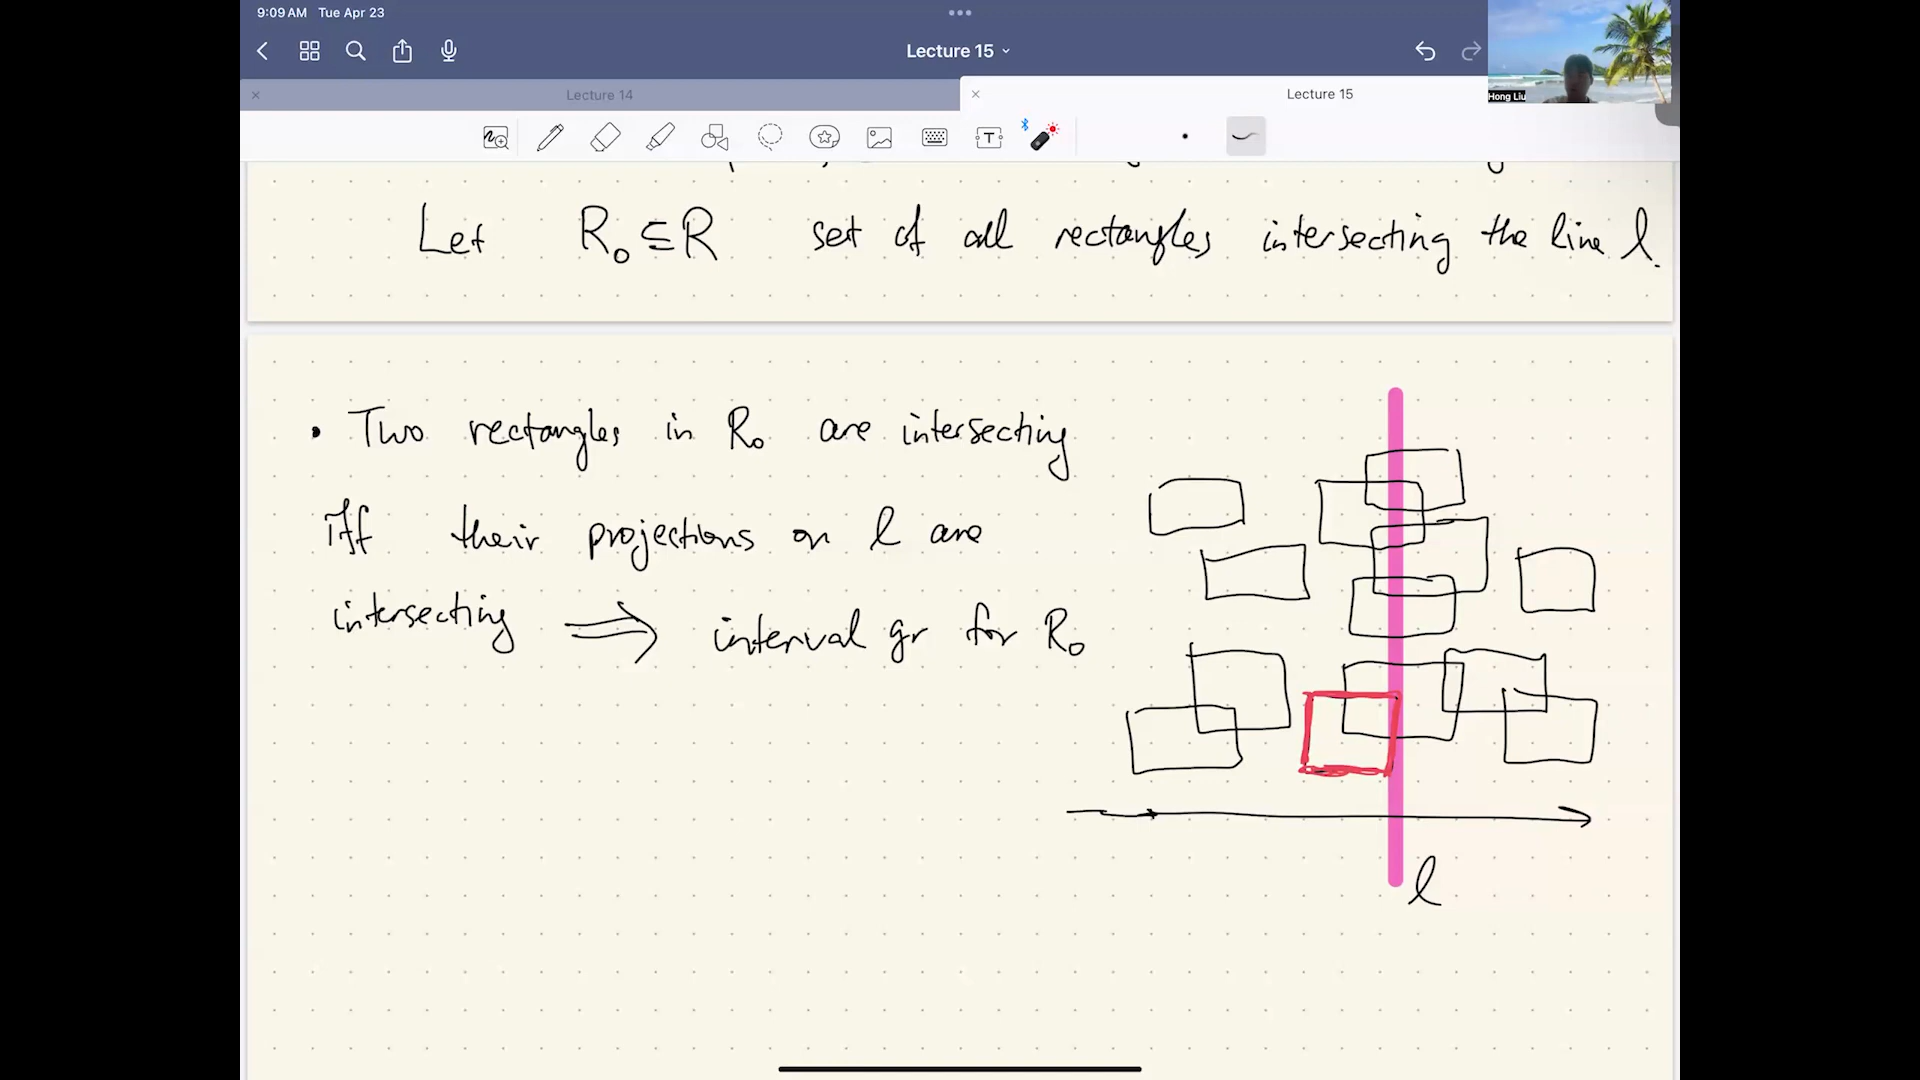 9:09 AM Tue Apr 23
Lecture 15
Lecture 14
Lecture 15
Hong Liu
T
Let R₀ ⊆ R set of all rectangles intersecting the line l.
• Two rectangles in R₀ are intersecting
iff their projections on l are
intersecting ⟹ interval gr for R₀
l